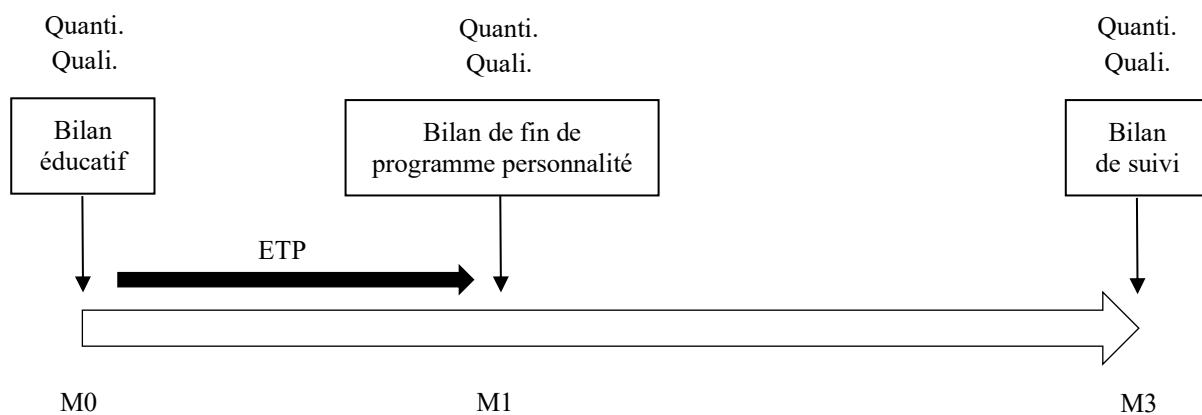 Quanti.
Quali.
Quanti.
Quali.
Quanti.
Quali.
Bilan
éducatif
Bilan de fin de
programme personnalité
Bilan
de suivi
ETP
M0
M1
M3